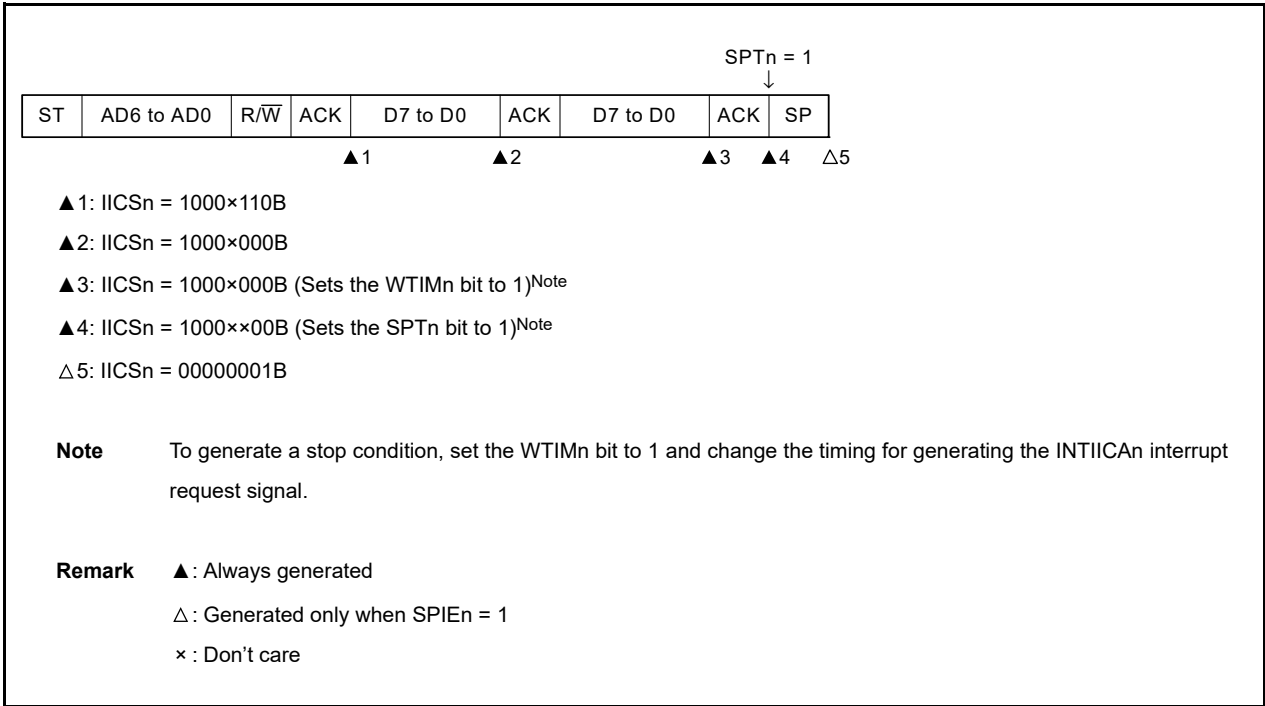 SPTn = 1
↓
ST AD6 to AD0 R/W̅ ACK D7 to D0 ACK D7 to D0 ACK SP
▲1 ▲2 ▲3 ▲4 △5
▲1: IICSn = 1000×110B
▲2: IICSn = 1000×000B
▲3: IICSn = 1000×000B (Sets the WTIMn bit to 1)Note
▲4: IICSn = 1000××00B (Sets the SPTn bit to 1)Note
△5: IICSn = 00000001B
Note To generate a stop condition, set the WTIMn bit to 1 and change the timing for generating the INTIICAn interrupt
request signal.
Remark ▲: Always generated
△: Generated only when SPIEn = 1
×: Don't care